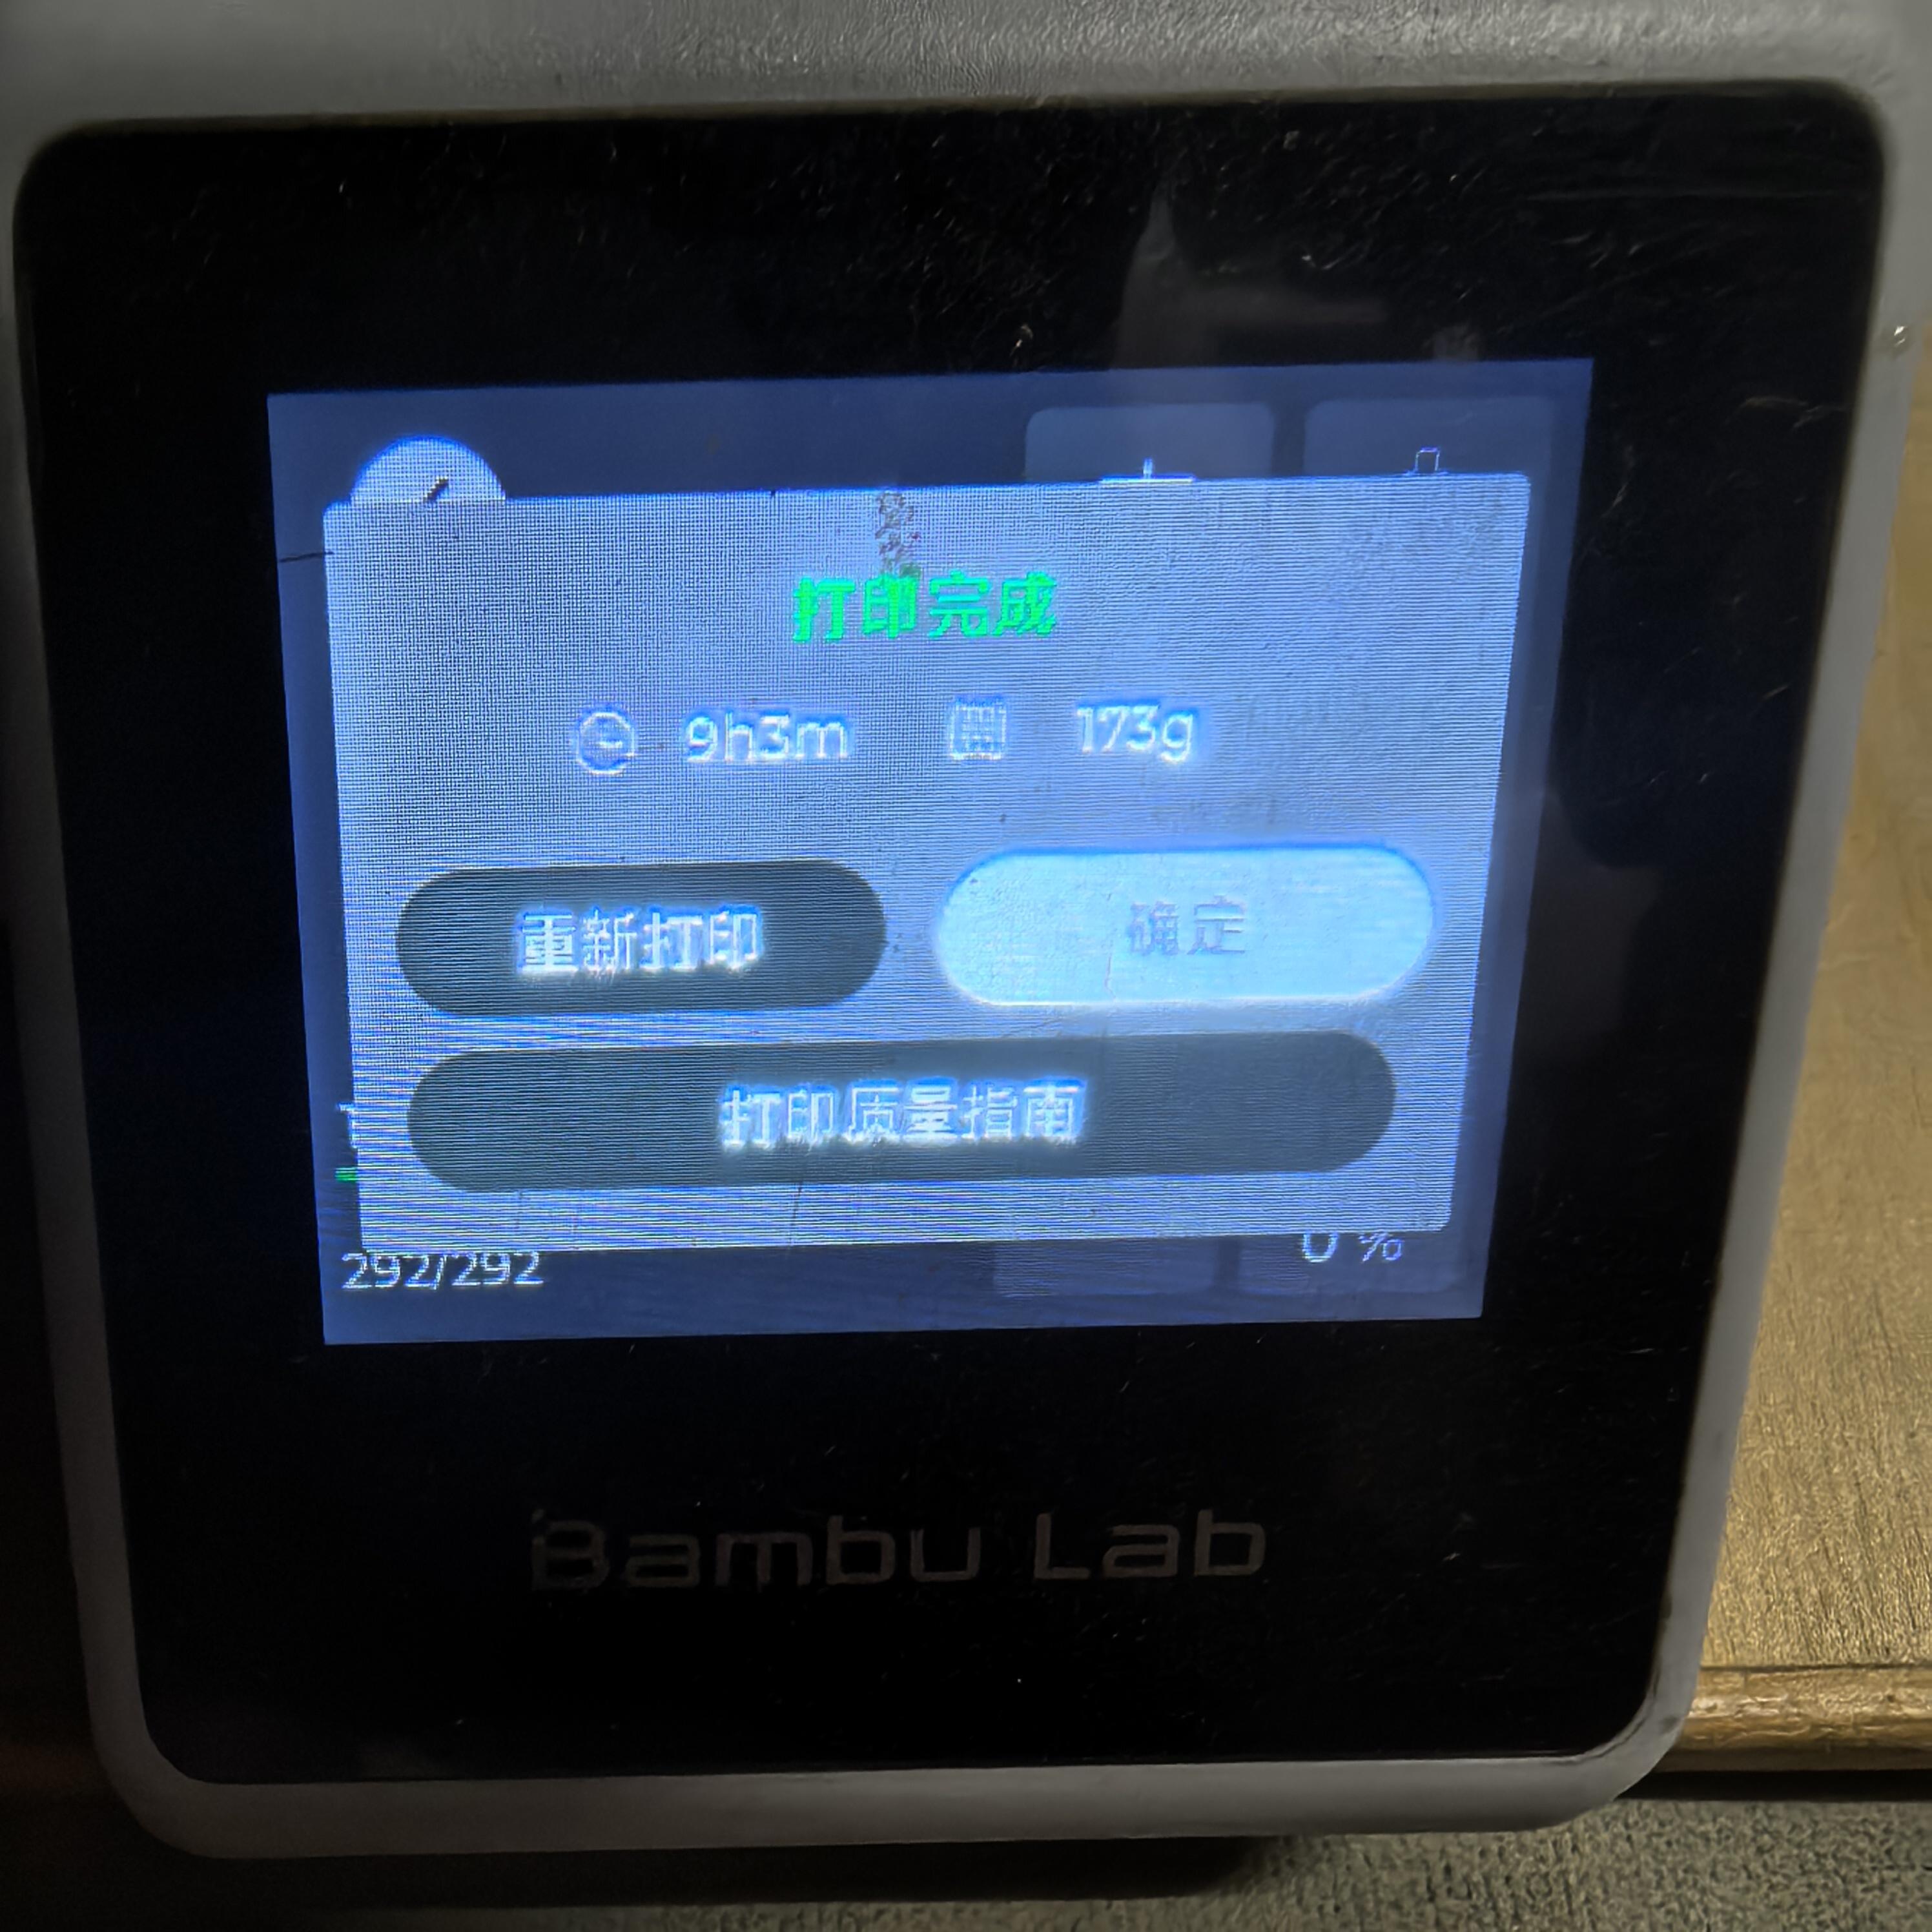 打印完成
9h3m 173g
重新打印 确定
打印质量指南
292/292 0 %
Bambu Lab